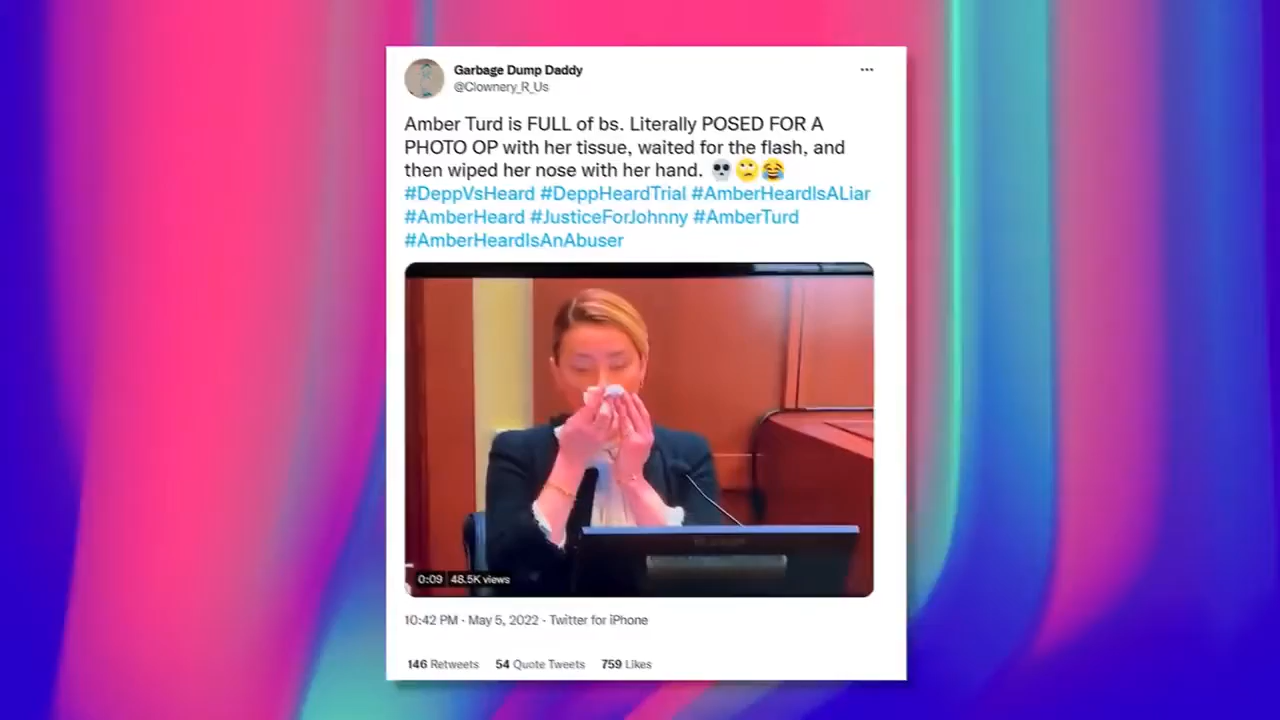 Garbage Dump Daddy
@Clownery_R_Us
Amber Turd is FULL of bs. Literally POSED FOR A
PHOTO OP with her tissue, waited for the flash, and
then wiped her nose with her hand. 💀🙄😂
#DeppVsHeard #DeppHeardTrial #AmberHeardIsALiar
#AmberHeard #JusticeForJohnny #AmberTurd
#AmberHeardIsAnAbuser
0:09 48.5K views
10:42 PM · May 5, 2022 · Twitter for iPhone
146 Retweets 54 Quote Tweets 759 Likes